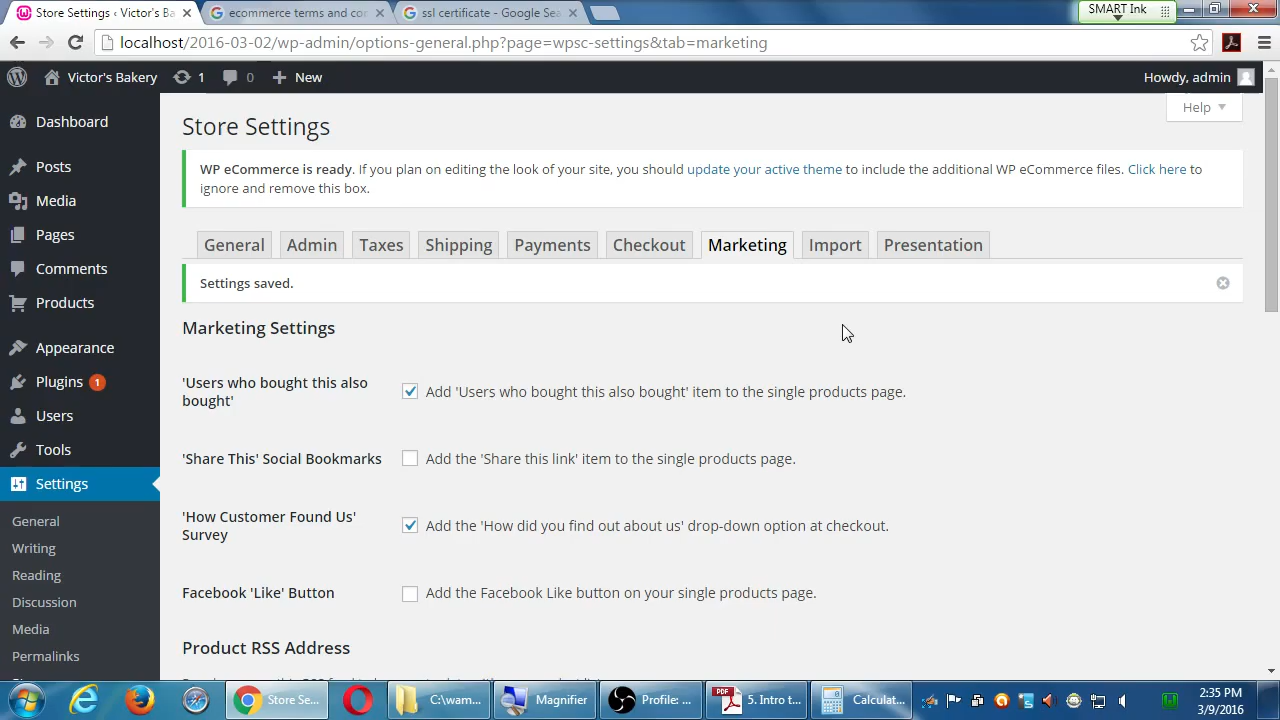 Store Settings ‹ Victor's Ba
ecommerce terms and co
ssl certificate - Google Sea
SMART Ink
localhost/2016-03-02/wp-admin/options-general.php?page=wpsc-settings&tab=marketing
Victor's Bakery 1 0 New Howdy, admin
Help
Dashboard
Posts
Media
Pages
Comments
Products
Appearance
Plugins 1
Users
Tools
Settings
General
Writing
Reading
Discussion
Media
Permalinks
Store Settings
WP eCommerce is ready. If you plan on editing the look of your site, you should update your active theme to include the additional WP eCommerce files. Click here to
ignore and remove this box.
General Admin Taxes Shipping Payments Checkout Marketing Import Presentation
Settings saved.
Marketing Settings
'Users who bought this also
bought'
Add 'Users who bought this also bought' item to the single products page.
'Share This' Social Bookmarks
Add the 'Share this link' item to the single products page.
'How Customer Found Us'
Survey
Add the 'How did you find out about us' drop-down option at checkout.
Facebook 'Like' Button
Add the Facebook Like button on your single products page.
Product RSS Address
Store Se...
C:\wam...
Magnifier
Profile: ...
5. Intro t...
Calculat...
2:35 PM
3/9/2016